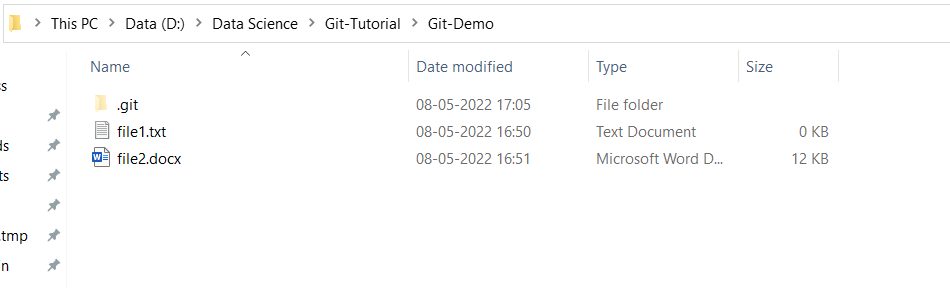 This PC > Data (D:) > Data Science > Git-Tutorial > Git-Demo
Name Date modified Type Size
.git 08-05-2022 17:05 File folder
file1.txt 08-05-2022 16:50 Text Document 0 KB
file2.docx 08-05-2022 16:51 Microsoft Word D... 12 KB
ss
ds
ts
.tmp
n